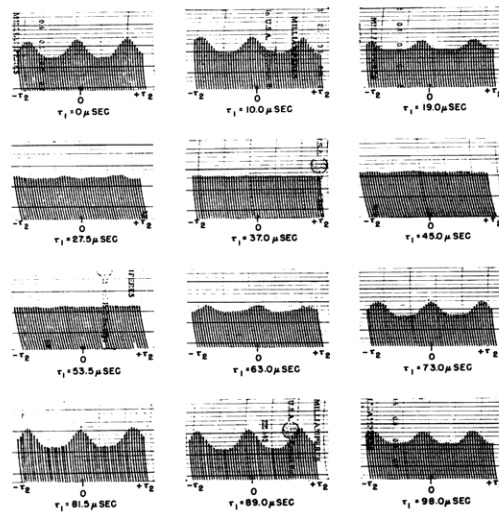 -τ₂ 0 +τ₂ -τ₂ 0 +τ₂ -τ₂ 0 +τ₂
τ₁ = 0 μ SEC τ₁ = 10.0 μ SEC τ₁ = 19.0 μ SEC
-τ₂ 0 +τ₂ -τ₂ 0 +τ₂ -τ₂ 0 +τ₂
τ₁ = 27.5 μ SEC τ₁ = 37.0 μ SEC τ₁ = 45.0 μ SEC
-τ₂ 0 +τ₂ -τ₂ 0 +τ₂ -τ₂ 0 +τ₂
τ₁ = 53.5 μ SEC τ₁ = 63.0 μ SEC τ₁ = 73.0 μ SEC
-τ₂ 0 +τ₂ -τ₂ 0 +τ₂ -τ₂ 0 +τ₂
τ₁ = 81.5 μ SEC τ₁ = 89.0 μ SEC τ₁ = 98.0 μ SEC